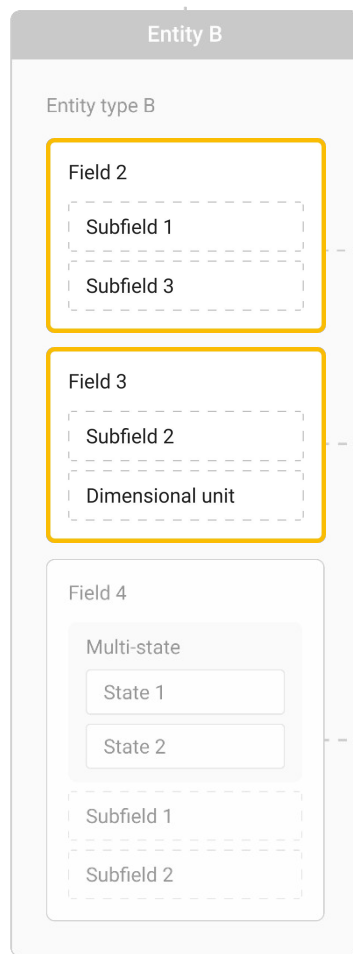 Entity B
Entity type B
Field 2
Subfield 1
Subfield 3
Field 3
Subfield 2
Dimensional unit
Field 4
Multi-state
State 1
State 2
Subfield 1
Subfield 2